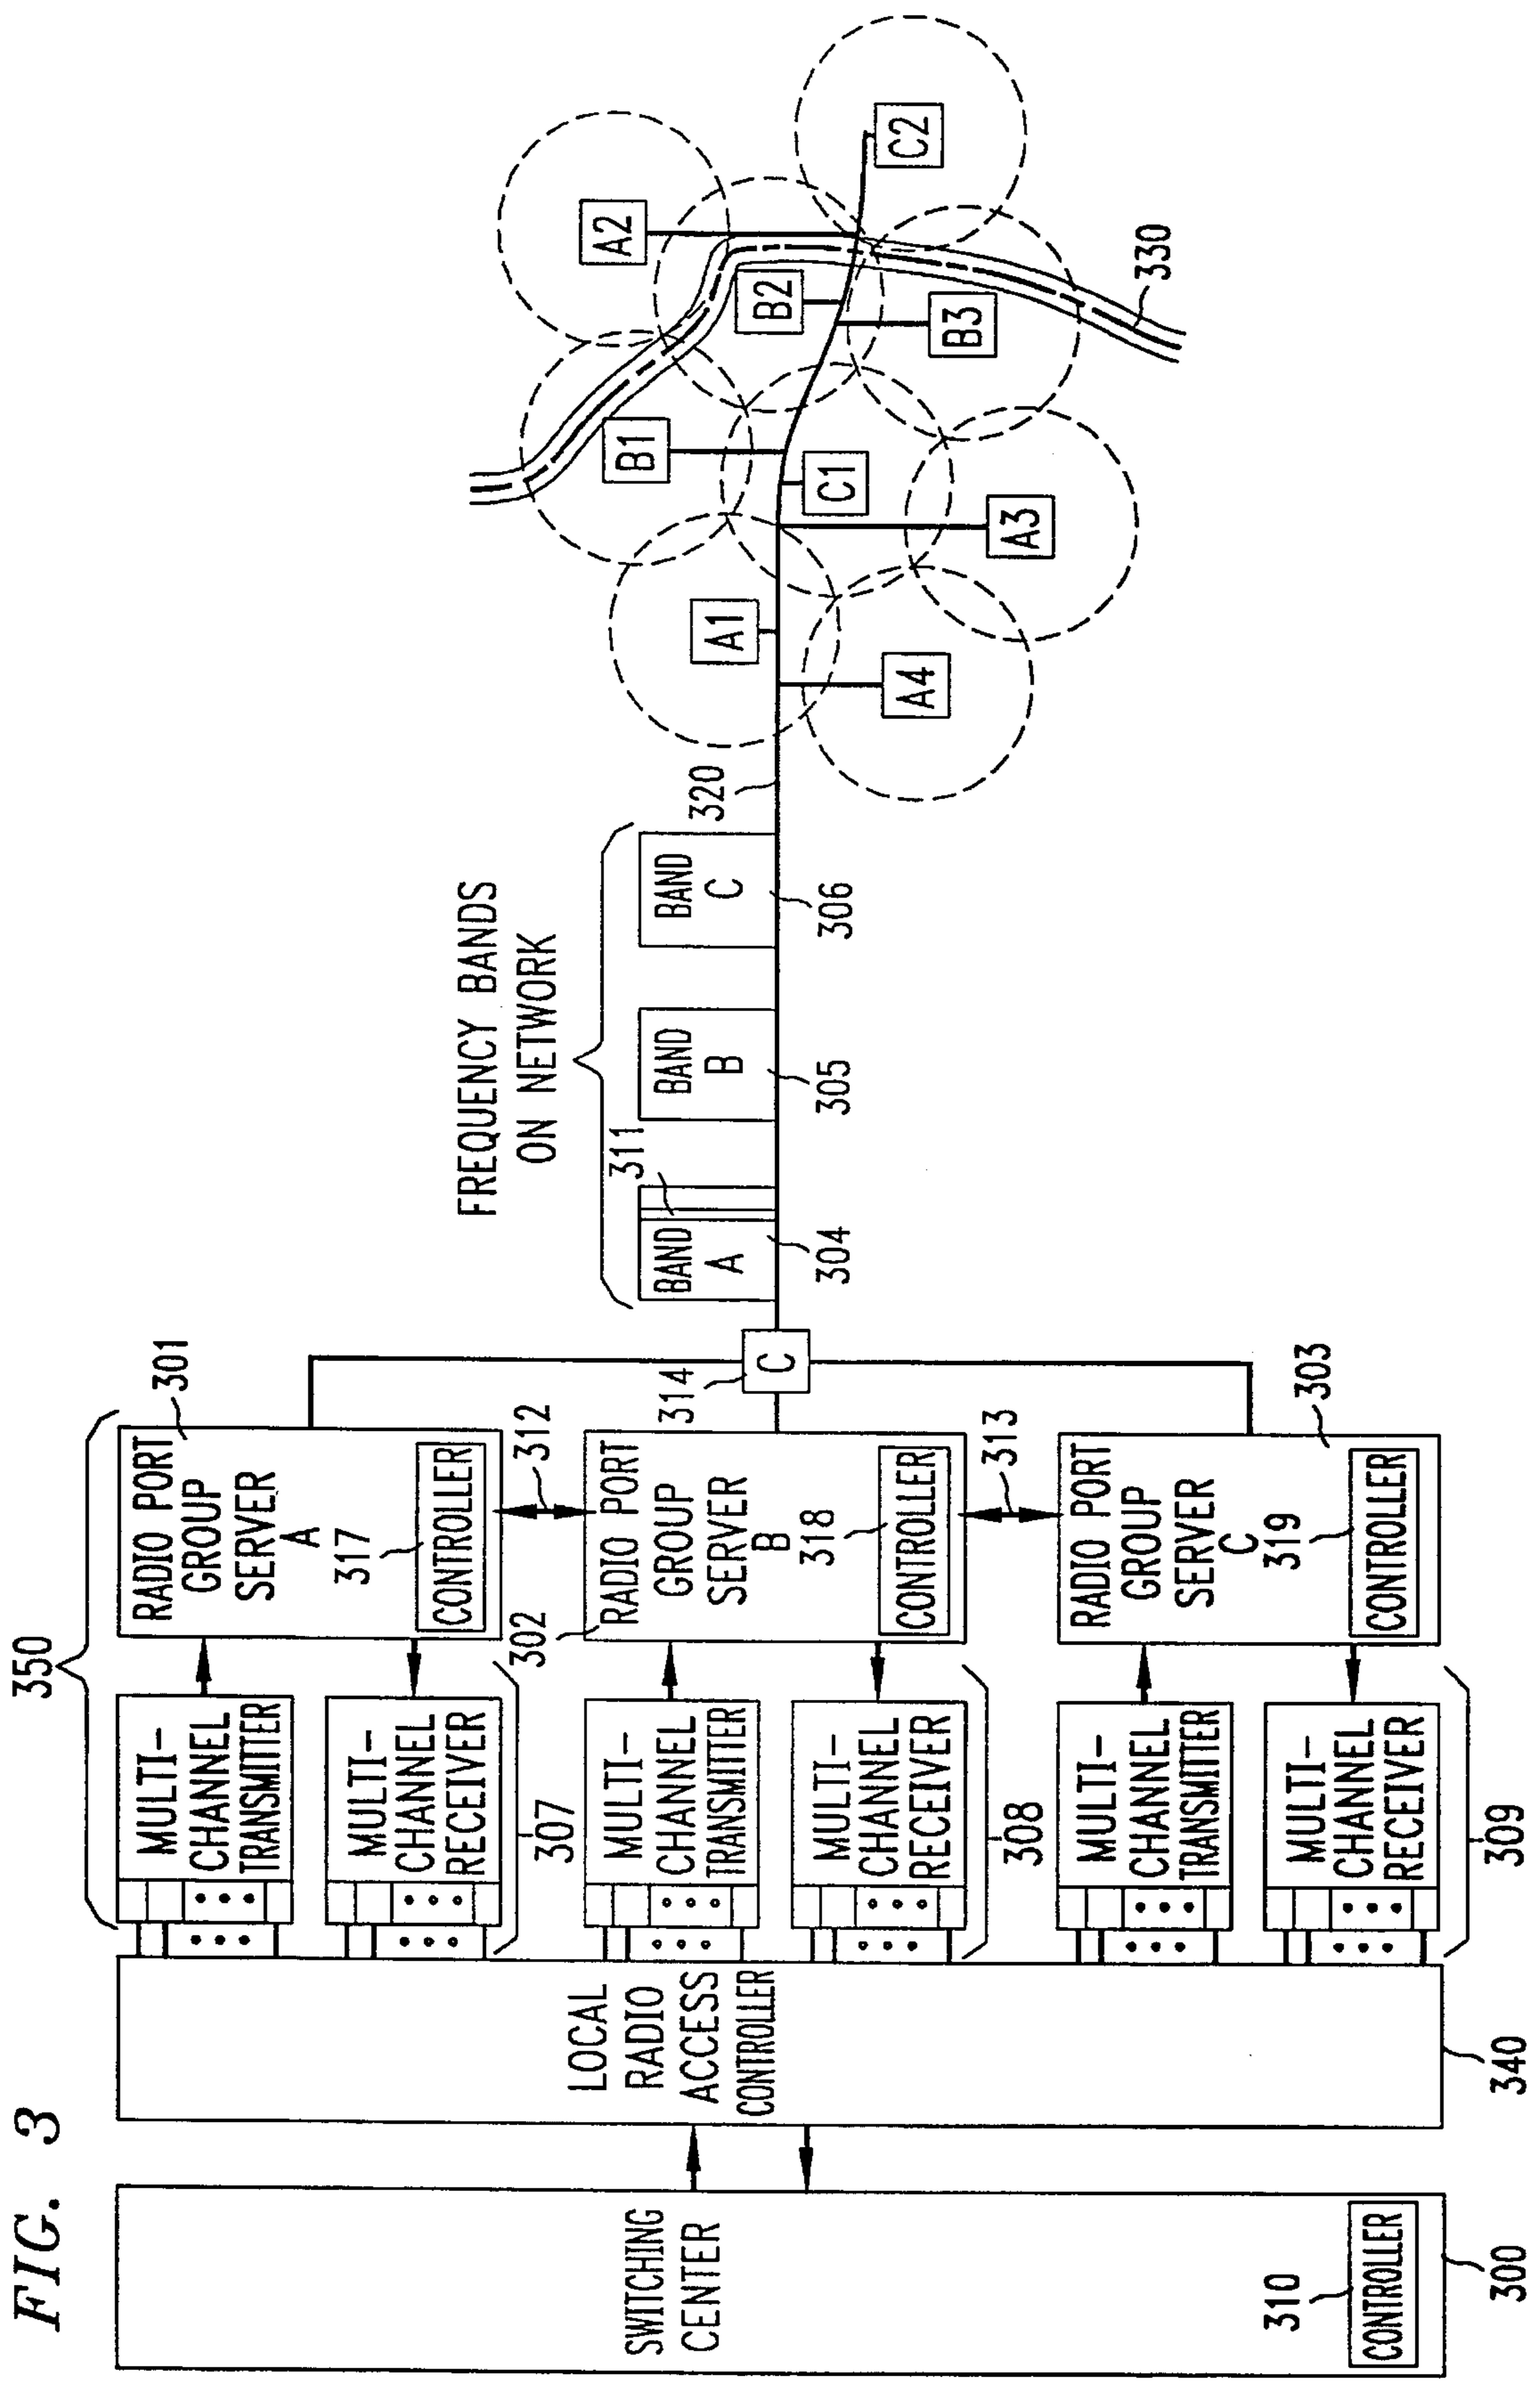 FIG. 3
SWITCHING
CENTER
310
CONTROLLER
300
LOCAL
RADIO
ACCESS
CONTROLLER
340
350
MULTI-
CHANNEL
TRANSMITTER
MULTI-
CHANNEL
RECEIVER
307
MULTI-
CHANNEL
TRANSMITTER
MULTI-
CHANNEL
RECEIVER
308
MULTI-
CHANNEL
TRANSMITTER
MULTI-
CHANNEL
RECEIVER
309
RADIO PORT
GROUP
SERVER
A
301
317
CONTROLLER
312
302
RADIO PORT
GROUP
SERVER
B
318
CONTROLLER
313
RADIO PORT
GROUP
SERVER
C
303
319
CONTROLLER
314
C
FREQUENCY BANDS
ON NETWORK
BAND
A
311
304
BAND
B
305
BAND
C
306
320
A1
A4
B1
C1
A3
A2
B2
B3
C2
330